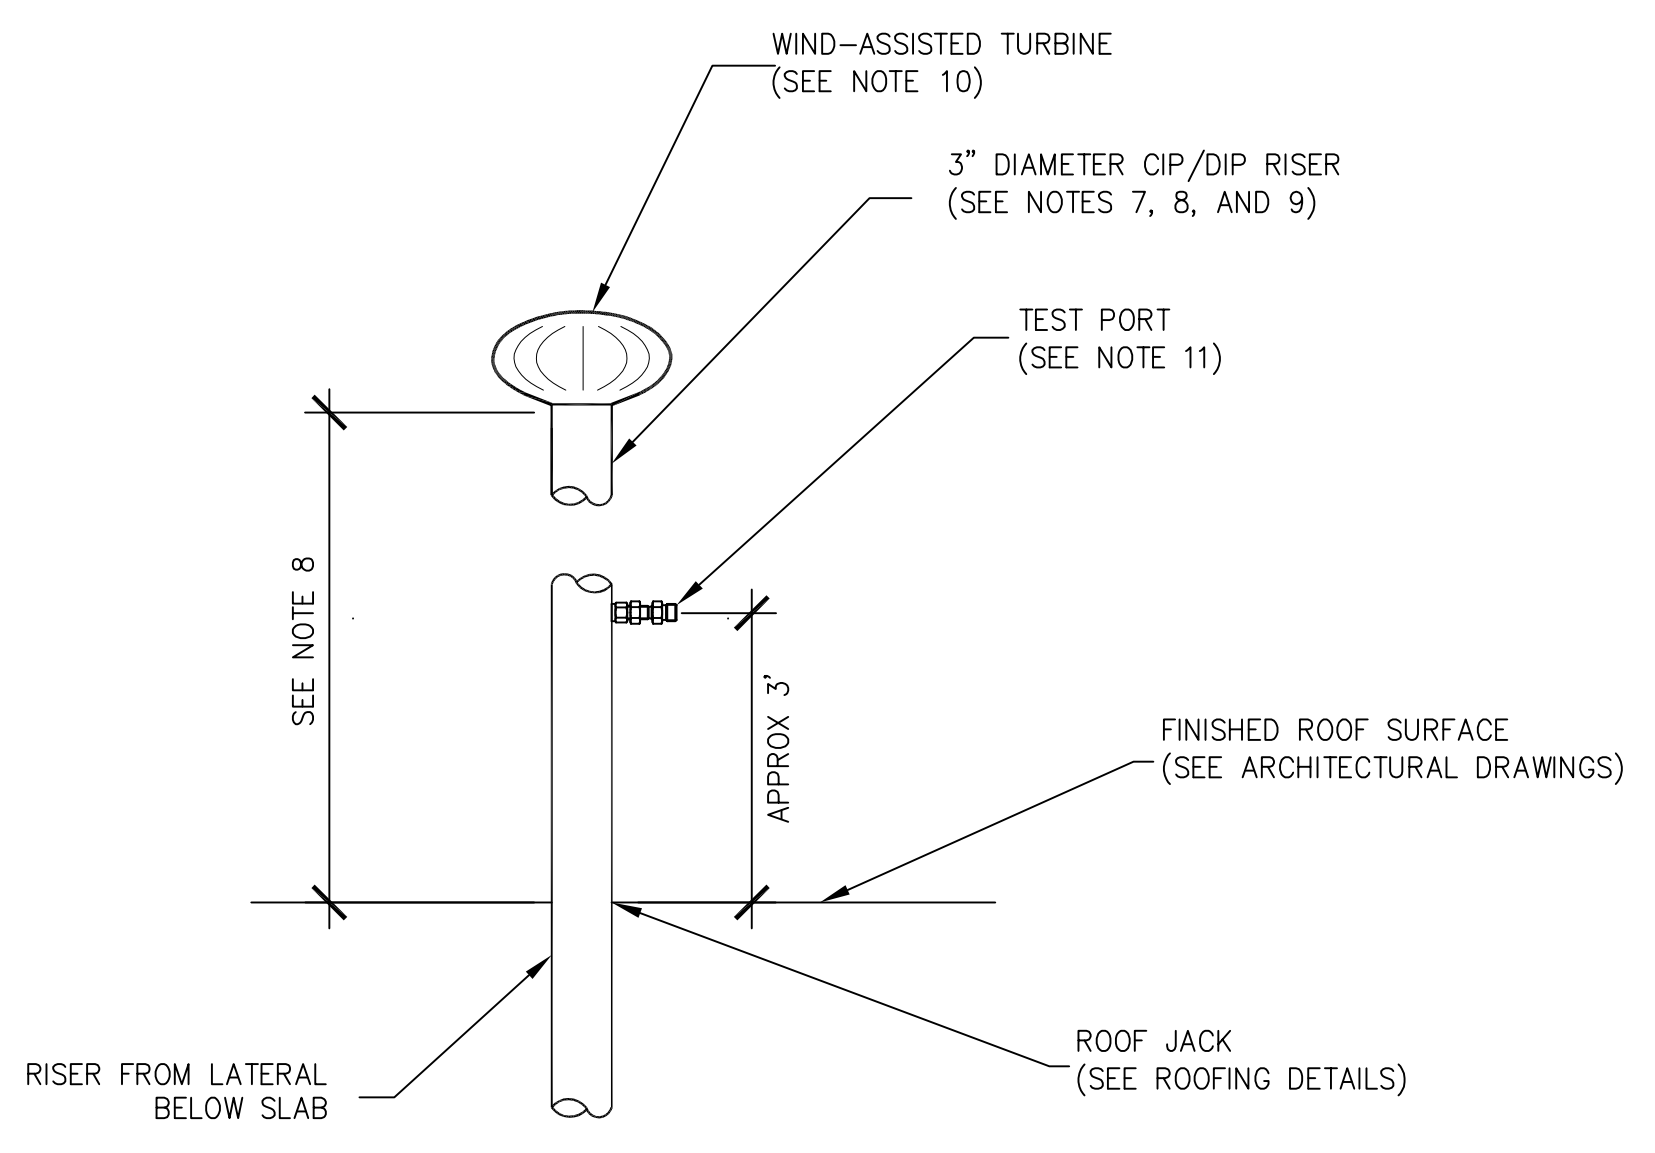 WIND-ASSISTED TURBINE
(SEE NOTE 10)
3" DIAMETER CIP/DIP RISER
(SEE NOTES 7, 8, AND 9)
TEST PORT
(SEE NOTE 11)
SEE NOTE 8
APPROX 3'
FINISHED ROOF SURFACE
(SEE ARCHITECTURAL DRAWINGS)
ROOF JACK
(SEE ROOFING DETAILS)
RISER FROM LATERAL
BELOW SLAB